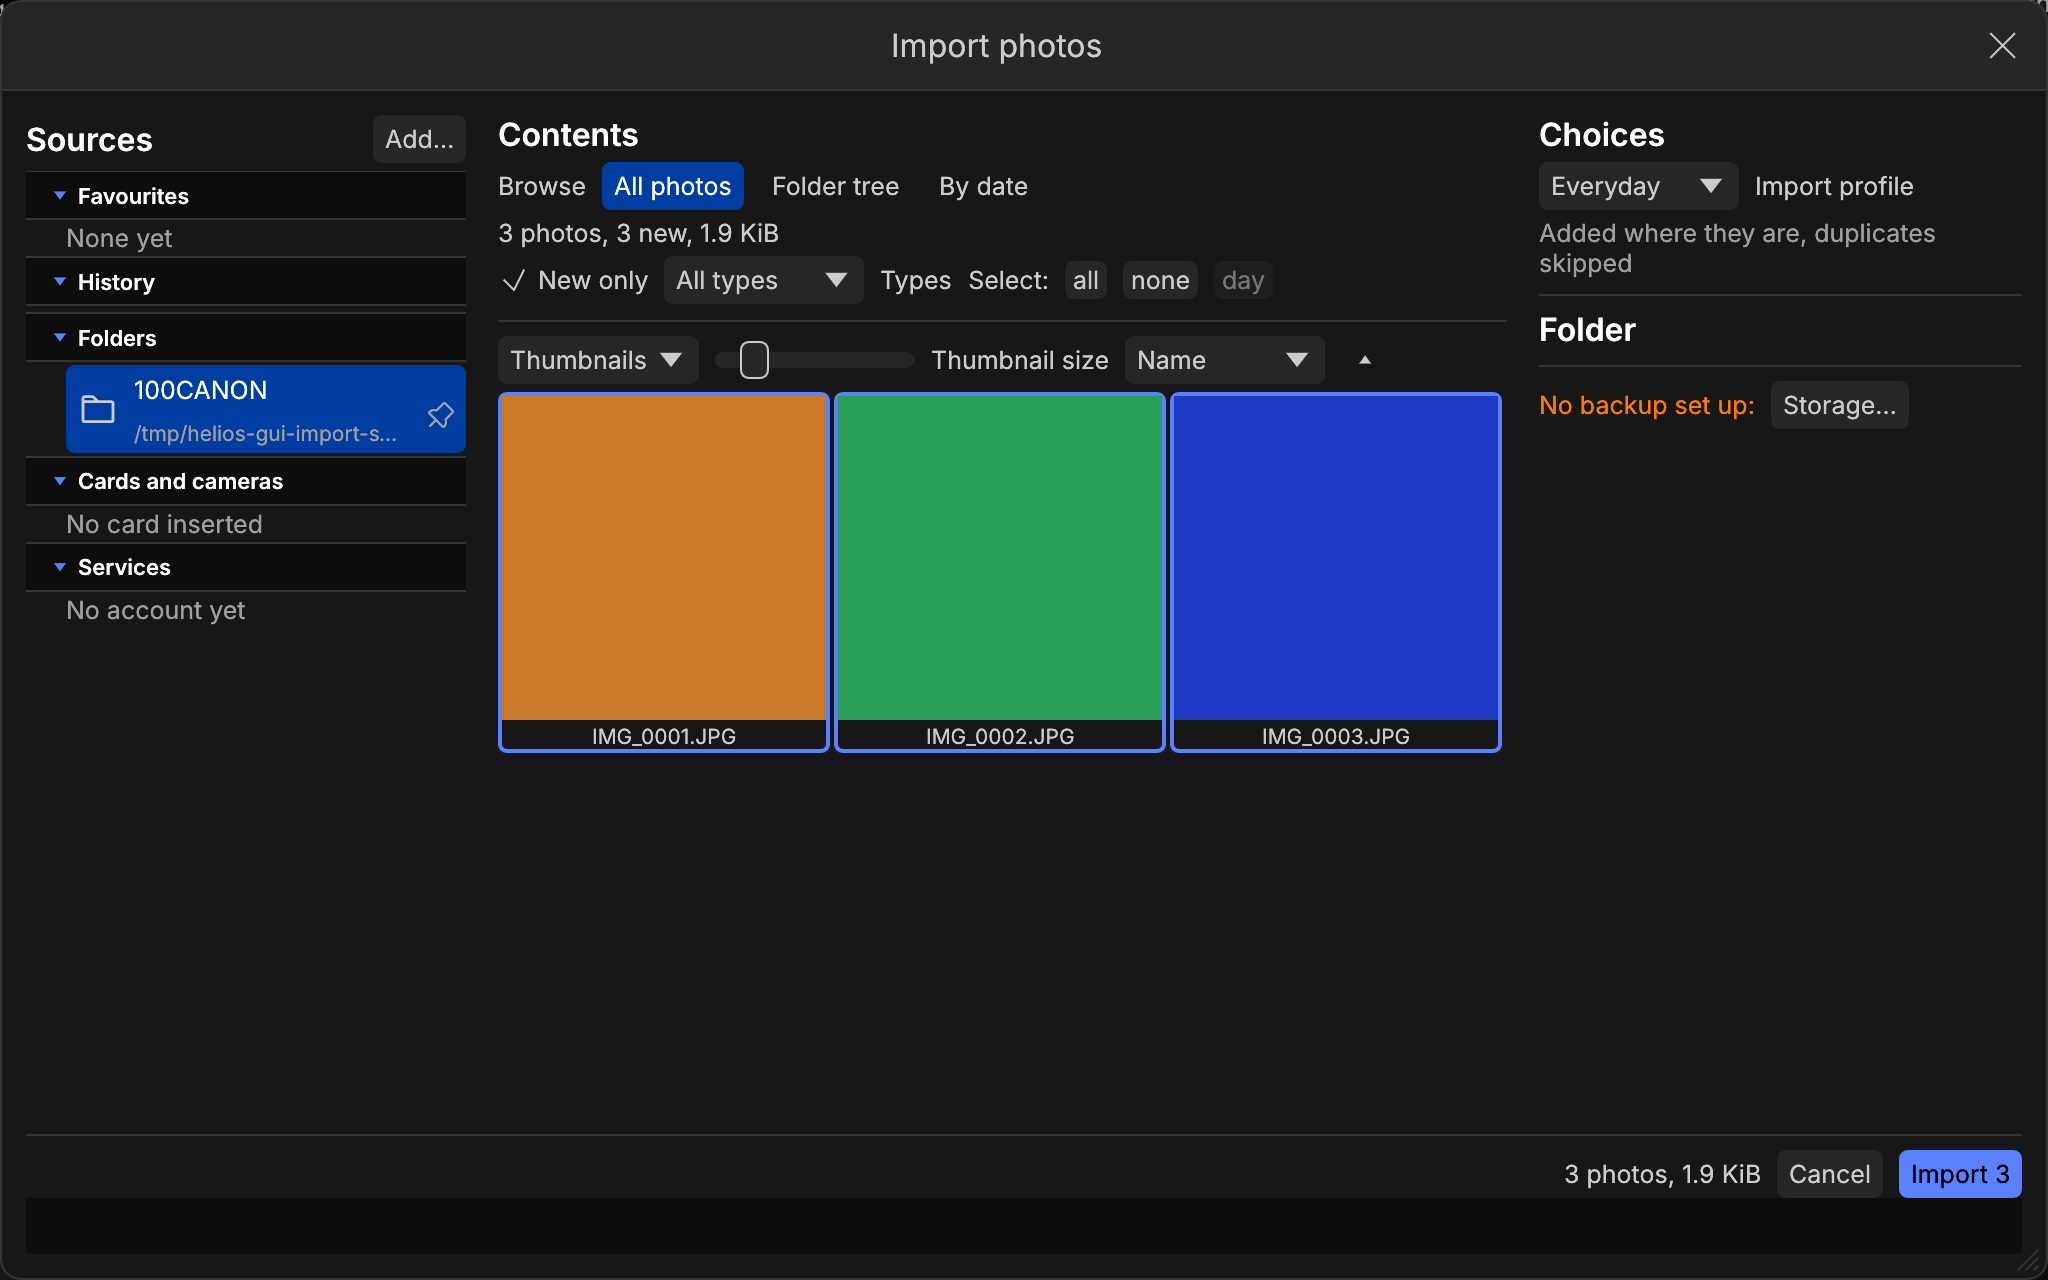 Import photos
Sources
Add...
Favourites
None yet
History
Folders
100CANON
/tmp/helios-gui-import-s...
Cards and cameras
No card inserted
Services
No account yet
Contents
Browse All photos Folder tree By date
3 photos, 3 new, 1.9 KiB
New only All types Types Select: all none day
Thumbnails Thumbnail size Name
IMG_0001.JPG IMG_0002.JPG IMG_0003.JPG
Choices
Everyday Import profile
Added where they are, duplicates
skipped
Folder
No backup set up: Storage...
3 photos, 1.9 KiB Cancel Import 3